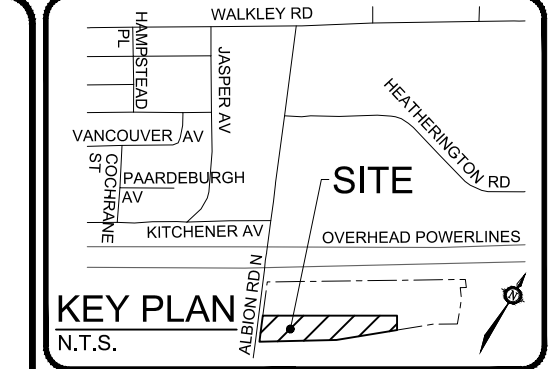 WALKLEY RD
HAMPSTEAD
PL
JASPER AV
HEATHERINGTON
RD
VANCOUVER AV
COCHRANE
ST
PAARDEBURGH
AV
SITE
KITCHENER AV
OVERHEAD POWERLINES
ALBION RD N
KEY PLAN
N.T.S.
N